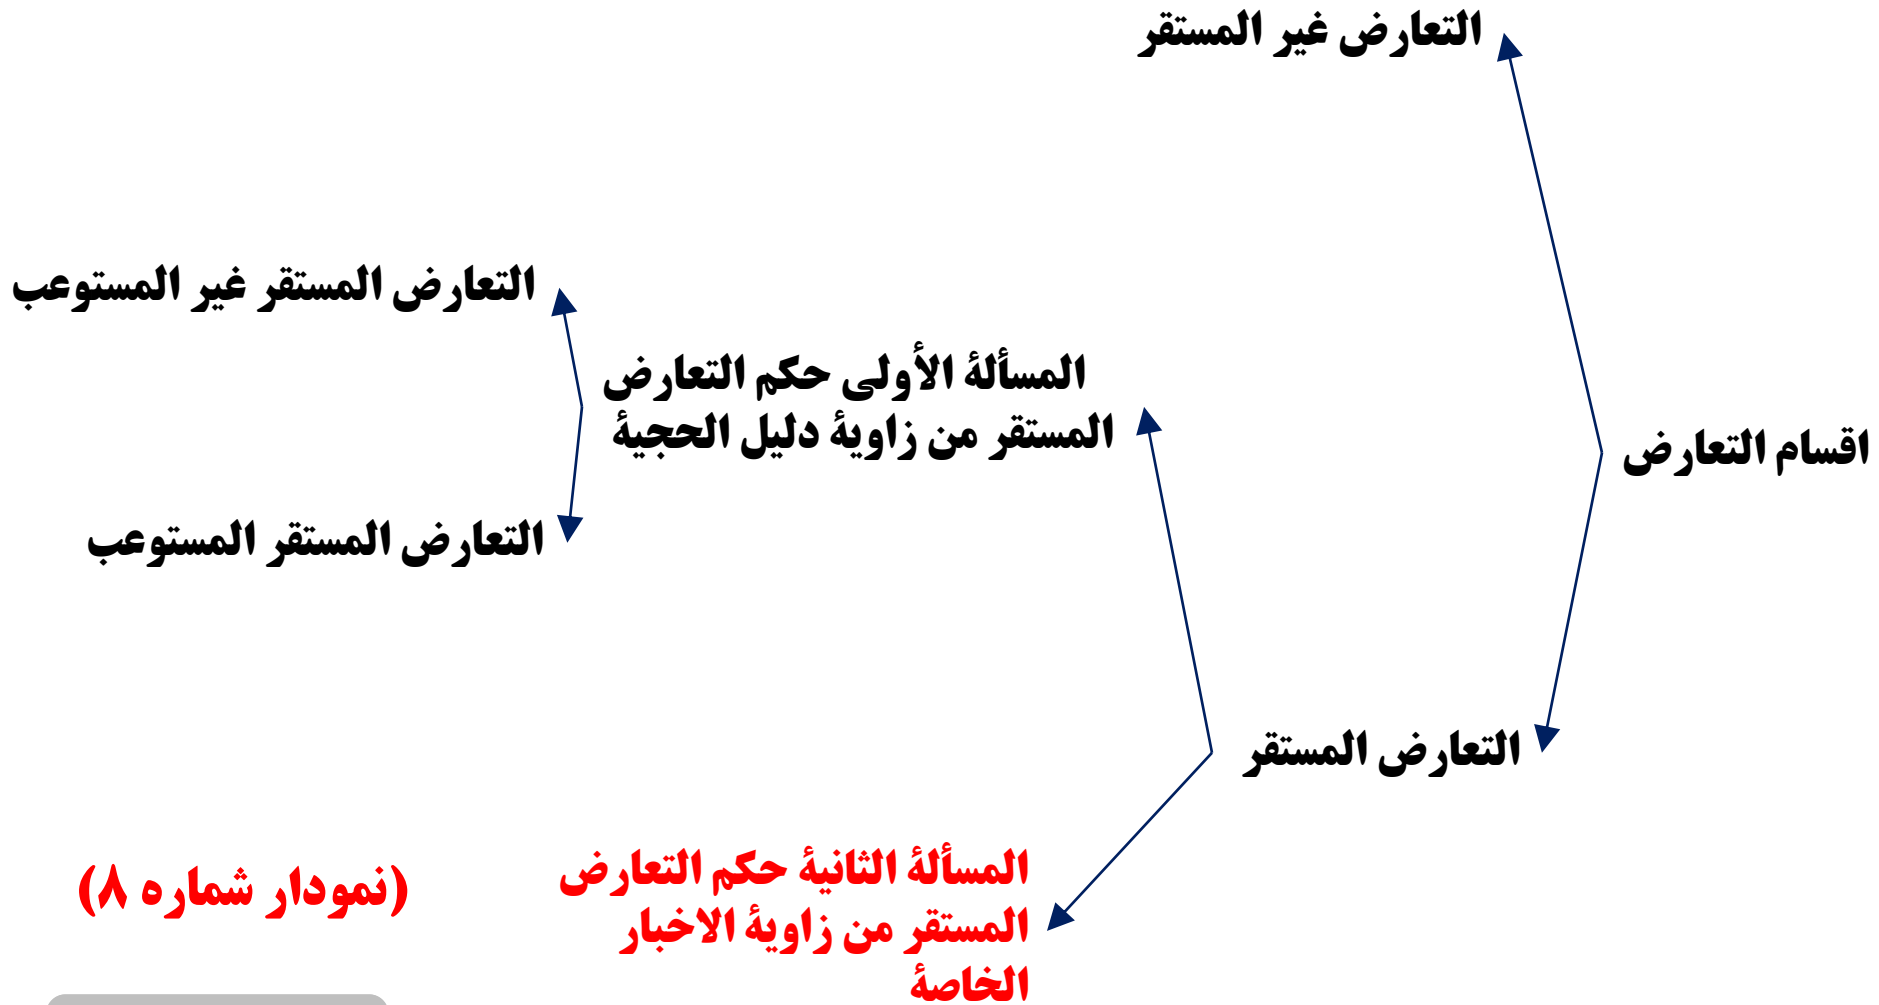 التعارض غير المستقر
اقسام التعارض
التعارض المستقر
المسألة الأولى حكم التعارض
المستقر من زاوية دليل الحجية
التعارض المستقر غير المستوعب
التعارض المستقر المستوعب
المسألة الثانية حكم التعارض
المستقر من زاوية الاخبار
الخاصة
(نمودار شماره ۸)